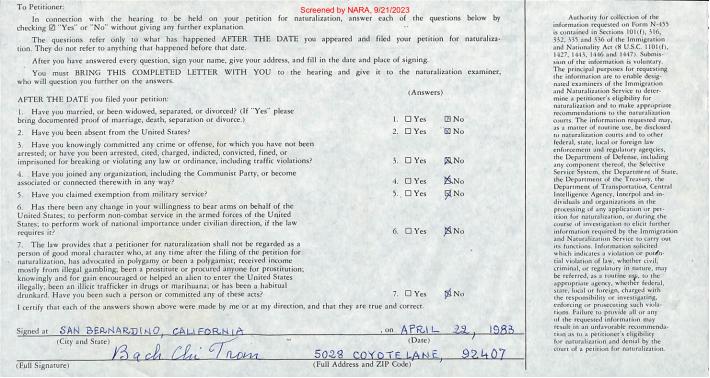 Screened by NARA, 9/21/2023
To Petitioner:
In connection with the hearing to be held on your petition for naturalization, answer each of the questions below by
checking ☑ "Yes" or "No" without giving any further explanation.
The questions refer only to what has happened AFTER THE DATE you appeared and filed your petition for naturaliza-
tion. They do not refer to anything that happened before that date.
After you have answered every question, sign your name, give your address, and fill in the date and place of signing.
You must BRING THIS COMPLETED LETTER WITH YOU to the hearing and give it to the naturalization examiner,
who will question you further on the answers.
(Answers)
AFTER THE DATE you filed your petition:
1. Have you married, or been widowed, separated, or divorced? (If "Yes" please
bring documented proof of marriage, death, separation or divorce.)
1. ☐ Yes ☒ No
2. Have you been absent from the United States?
2. ☐ Yes ☒ No
3. Have you knowingly committed any crime or offense, for which you have not been
arrested; or have you been arrested, cited, charged, indicted, convicted, fined, or
imprisoned for breaking or violating any law or ordinance, including traffic violations?
3. ☐ Yes ☒ No
4. Have you joined any organization, including the Communist Party, or become
associated or connected therewith in any way?
4. ☐ Yes ☒ No
5. Have you claimed exemption from military service?
5. ☐ Yes ☒ No
6. Has there been any change in your willingness to bear arms on behalf of the
United States; to perform non-combat service in the armed forces of the United
States; to perform work of national importance under civilian direction, if the law
requires it?
6. ☐ Yes ☒ No
7. The law provides that a petitioner for naturalization shall not be regarded as a
person of good moral character who, at any time after the filing of the petition for
naturalization, has advocated in polygamy or been a polygamist; received income
mostly from illegal gambling; been a prostitute or procured anyone for prostitution;
knowingly and for gain encouraged or helped an alien to enter the United States
illegally; been an illicit trafficker in drugs or marihuana; or has been a habitual
drunkard. Have you been such a person or committed any of these acts?
7. ☐ Yes ☒ No
I certify that each of the answers shown above were made by me or at my direction, and that they are true and correct.
Signed at SAN BERNARDINO, CALIFORNIA , on APRIL 22, 1983
(City and State) (Date)
Bach Chi Tran 5028 COYOTE LANE, 92407
(Full Signature) (Full Address and ZIP Code)
Authority for collection of the
information requested on Form N-455
is contained in Sections 101(f), 316,
332, 335 and 336 of the Immigration
and Nationality Act (8 U.S.C. 1101(f),
1427, 1443, 1446 and 1447). Submis-
sion of the information is voluntary.
The principal purposes for requesting
the information are to enable desig-
nated examiners of the Immigration
and Naturalization Service to deter-
mine a petitioner's eligibility for
naturalization and to make appropriate
recommendations to the naturalization
courts. The information requested may,
as a matter of routine use, be disclosed
to naturalization courts and to other
federal, state, local or foreign law
enforcement and regulatory agencies,
the Department of Defense, including
any component thereof, the Selective
Service System, the Department of State,
the Department of the Treasury, the
Department of Transportation, Central
Intelligence Agency, Interpol and in-
dividuals and organizations in the
processing of any application or peti-
tion for naturalization, or during the
course of investigation to elicit further
information required by the Immigration
and Naturalization Service to carry out
its functions. Information solicited
which indicates a violation or poten-
tial violation of law, whether civil,
criminal, or regulatory in nature, may
be referred, as a routine use, to the
appropriate agency, whether federal,
state, local or foreign, charged with
the responsibility or investigating,
enforcing or prosecuting such viola-
tions. Failure to provide all or any
of the requested information may
result in an unfavorable recommenda-
tion as to a petitioner's eligibility
for naturalization and denial by the
court of a petition for naturalization.